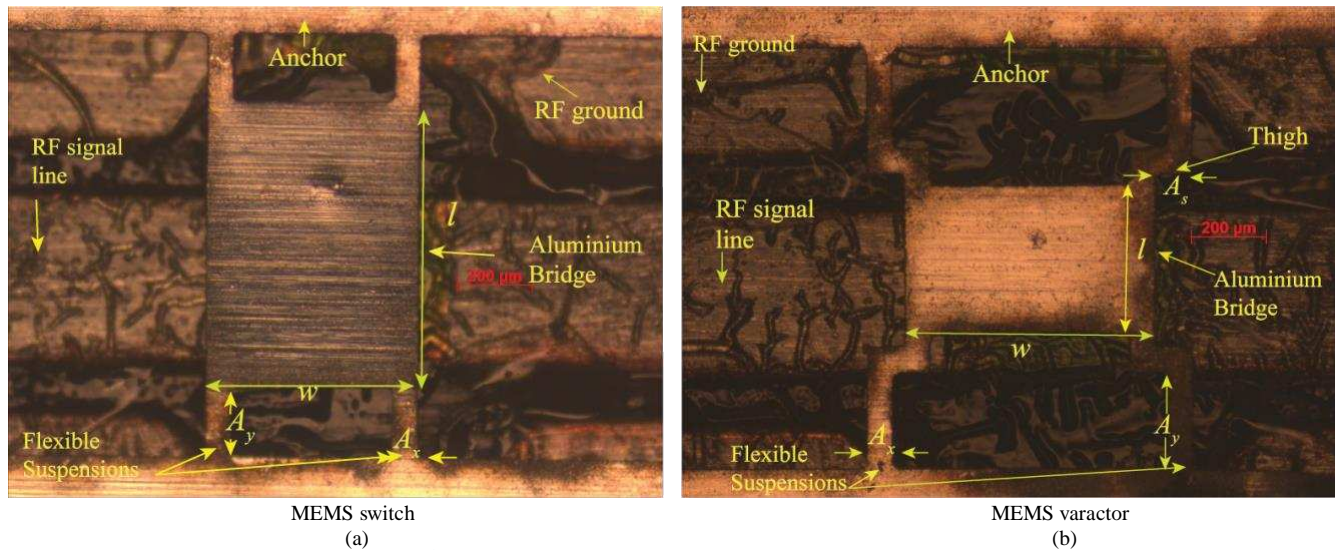 Anchor
RF ground
RF signal
line
l
Aluminium
Bridge
200 µm
w
A y
A x
Flexible
Suspensions
MEMS switch
(a)
RF ground
Anchor
Thigh
A s
RF signal
line
200 µm
l
Aluminium
Bridge
w
A x
A y
Flexible
Suspensions
MEMS varactor
(b)